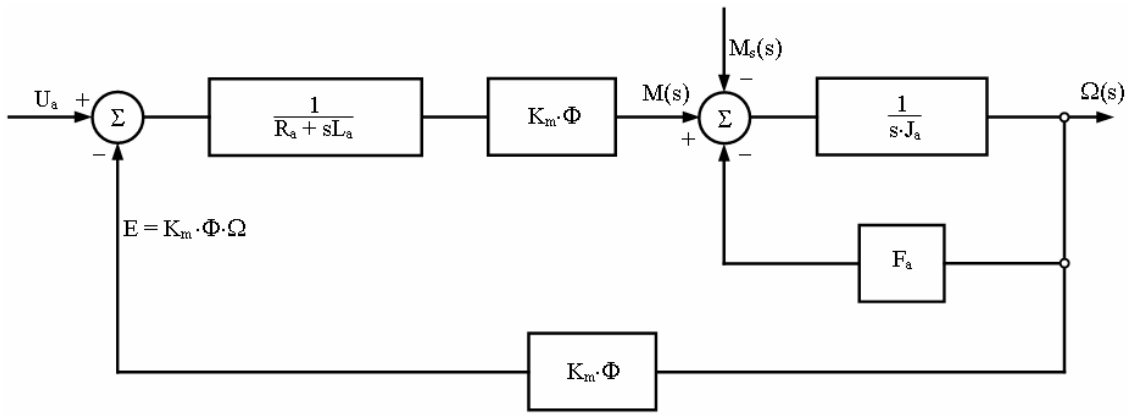 Mₛ(s)
Uₐ
+
Σ
−
1
Rₐ + sLₐ
Kₘ·Φ
M(s)
+
Σ
−
−
1
s·Jₐ
Ω(s)
E = Kₘ·Φ·Ω
Fₐ
Kₘ·Φ